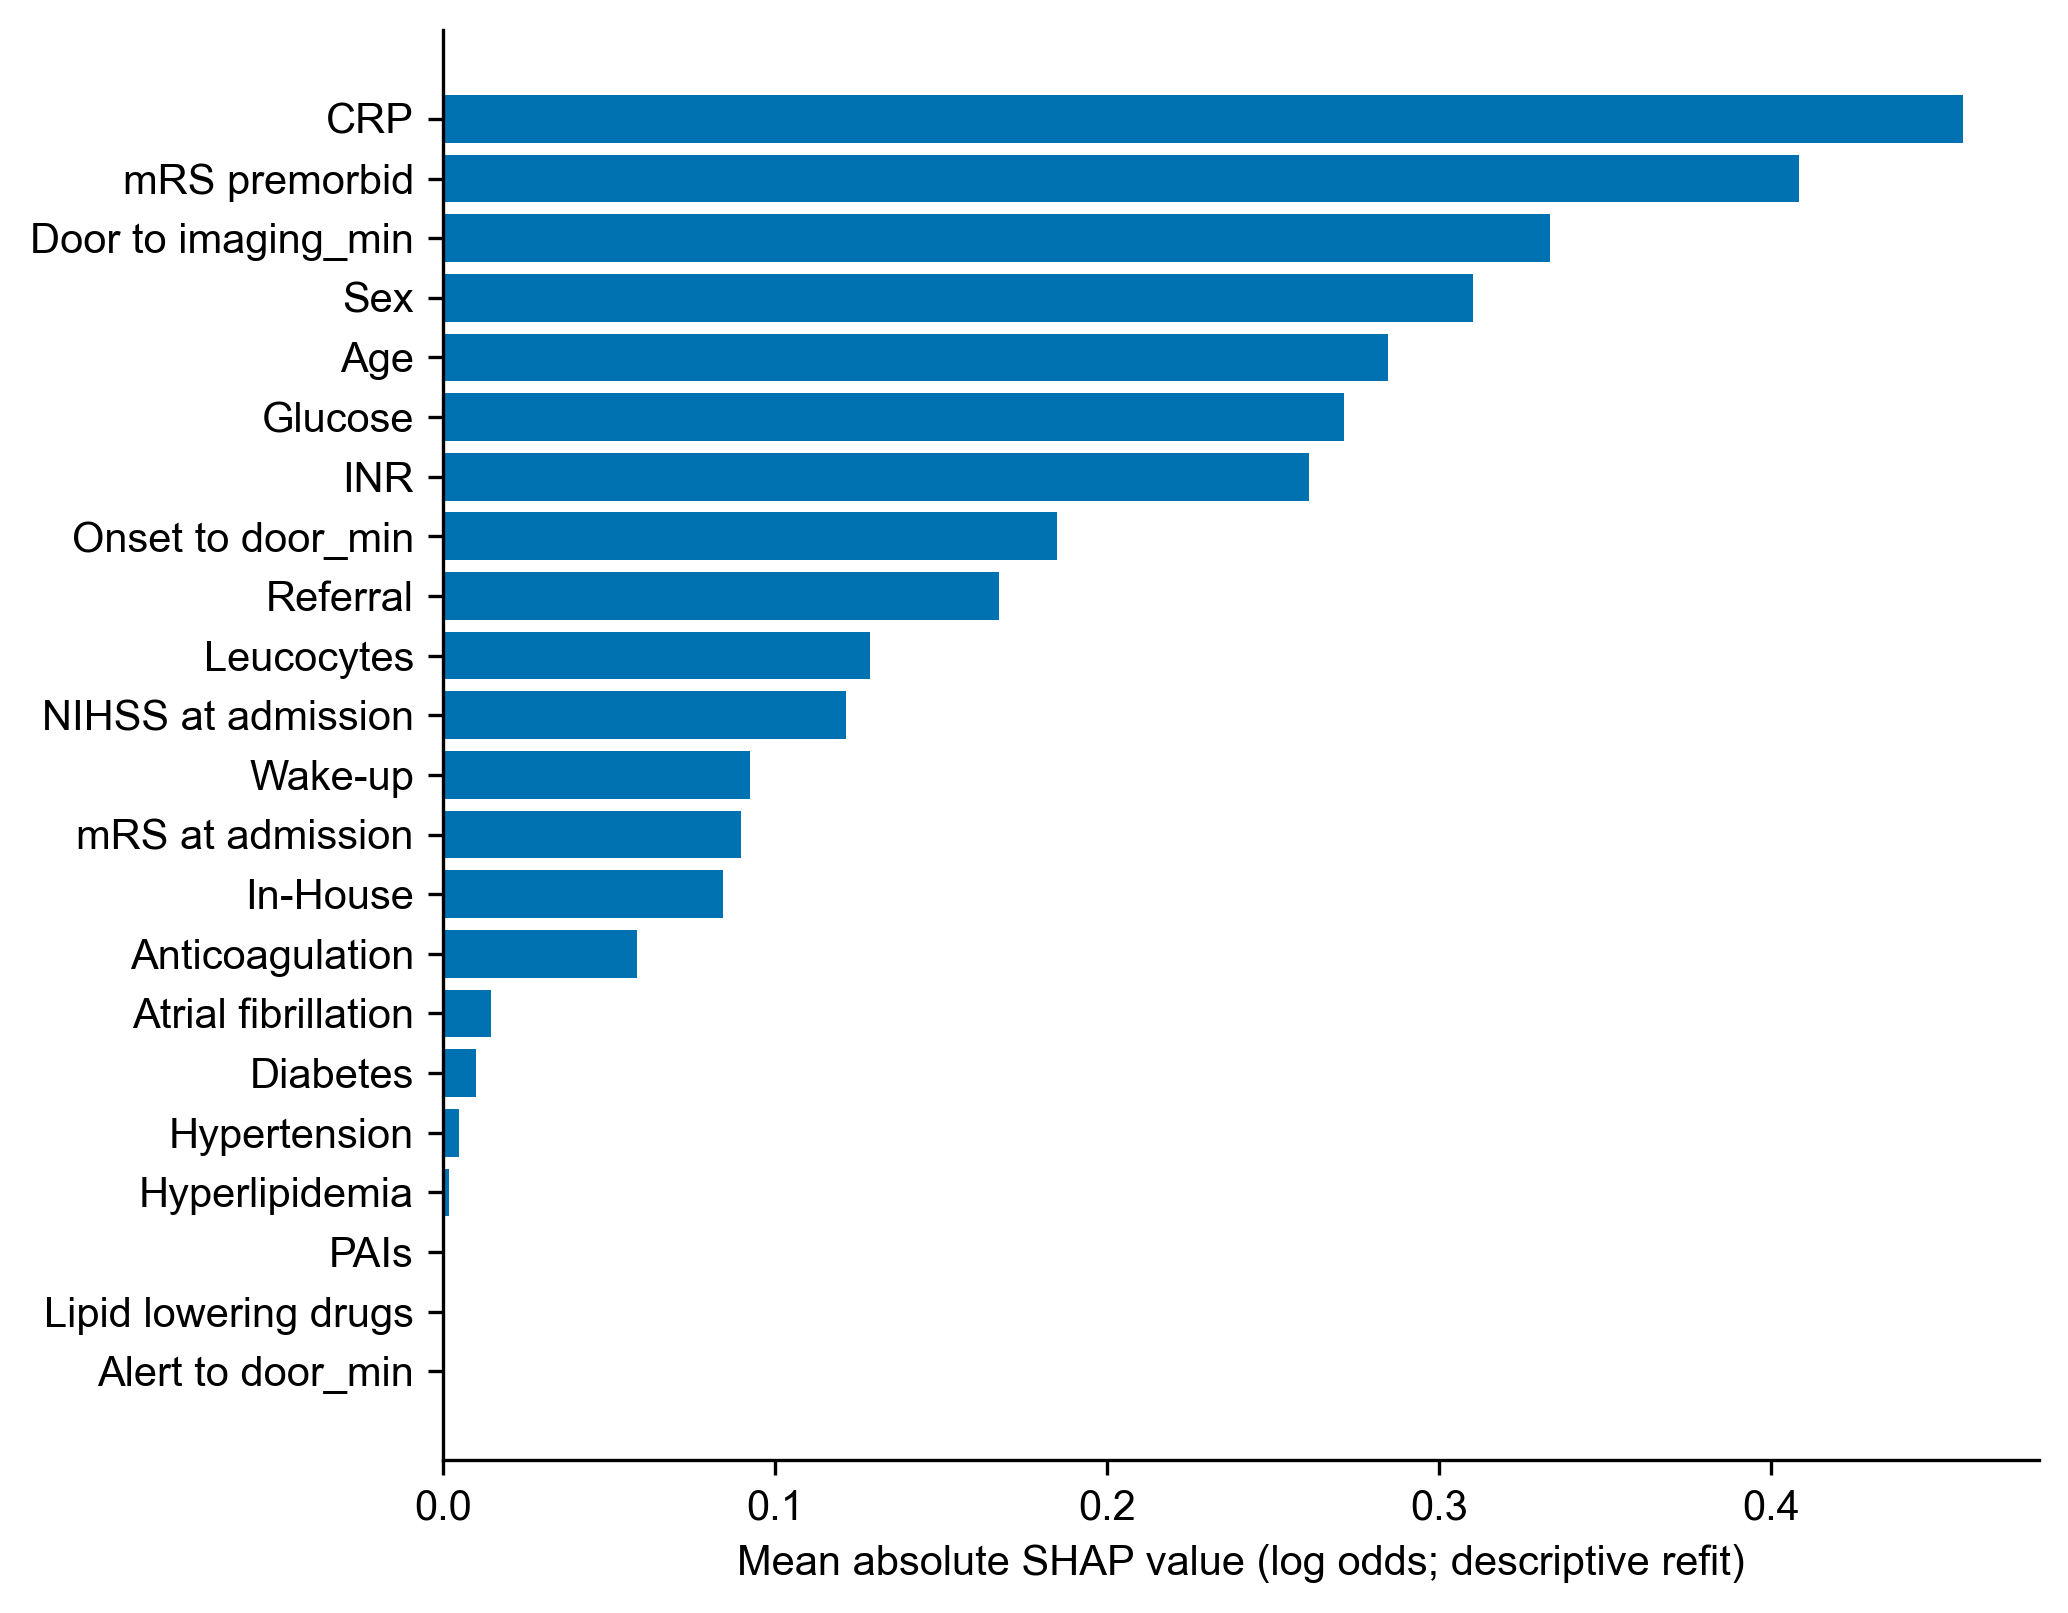 CRP
mRS premorbid
Door to imaging_min
Sex
Age
Glucose
INR
Onset to door_min
Referral
Leucocytes
NIHSS at admission
Wake-up
mRS at admission
In-House
Anticoagulation
Atrial fibrillation
Diabetes
Hypertension
Hyperlipidemia
PAIs
Lipid lowering drugs
Alert to door_min
0.0 0.1 0.2 0.3 0.4
Mean absolute SHAP value (log odds; descriptive refit)